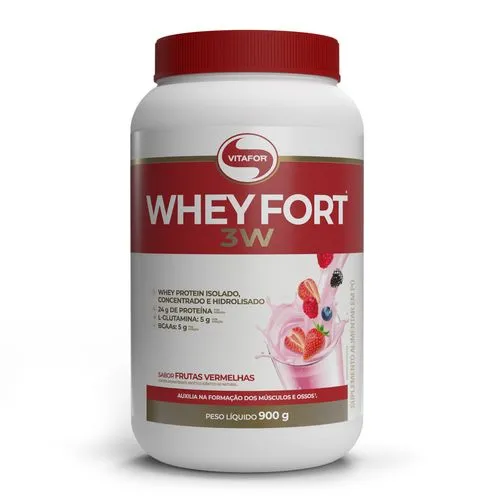 VITAFOR
WHEY FORT
3W
WHEY PROTEIN ISOLADO,
CONCENTRADO E HIDROLISADO
24 g DE PROTEÍNA
L-GLUTAMINA: 5 g
BCAAs: 5 g
SABOR FRUTAS VERMELHAS
AUXILIA NA FORMAÇÃO DOS MÚSCULOS E OSSOS
PESO LÍQUIDO 900 g
SUPLEMENTO ALIMENTAR EM PÓ